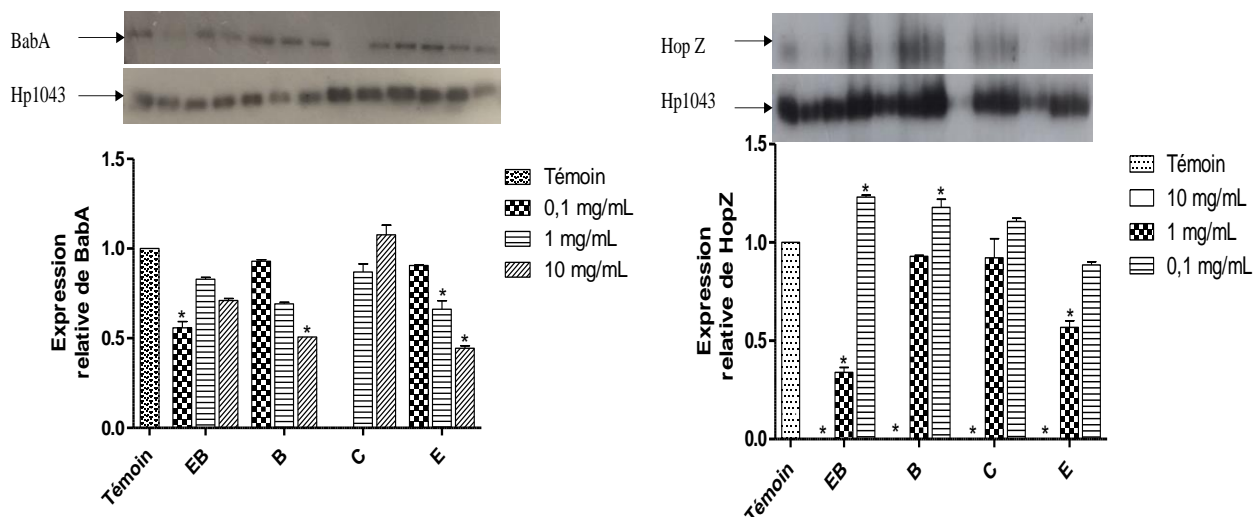 BabA
Hp1043
1.5
1.0
0.5
0.0
Expression
relative de BabA
Témoin
EB
B
C
E
*
*
*
*
Témoin
0,1 mg/mL
1 mg/mL
10 mg/mL
Hop Z
Hp1043
1.5
1.0
0.5
0.0
Expression
relative de HopZ
Témoin
EB
B
C
E
*
*
*
*
*
*
*
*
Témoin
10 mg/mL
1 mg/mL
0,1 mg/mL